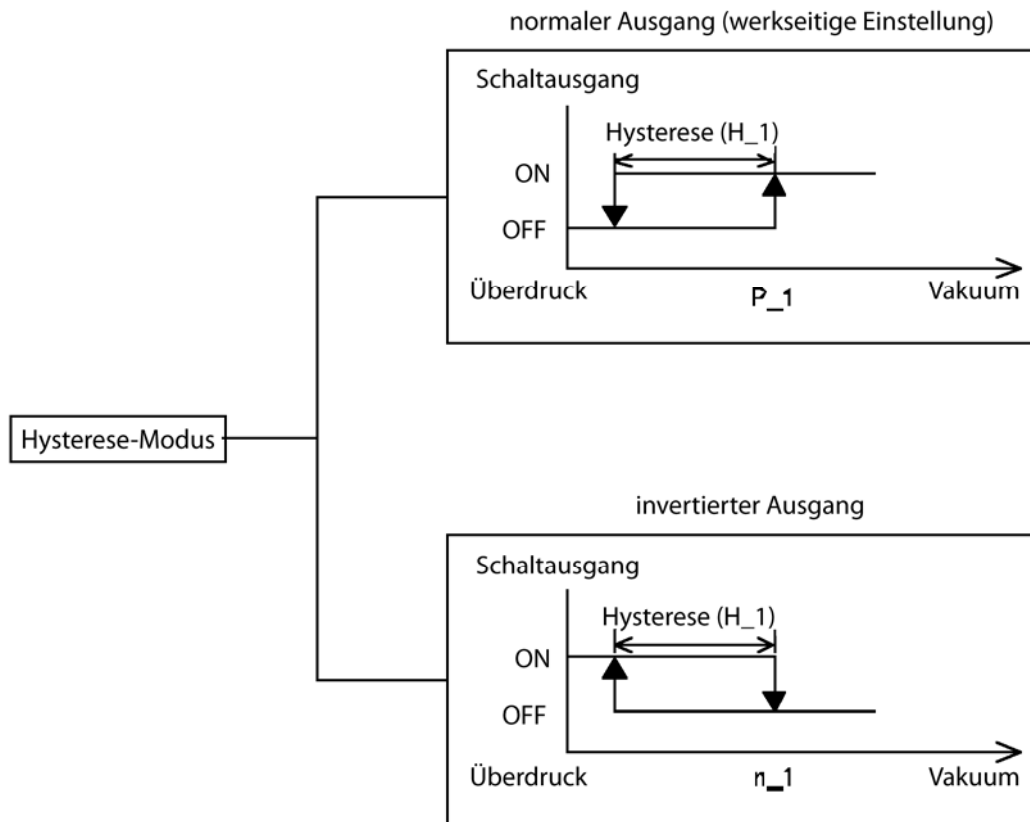 normaler Ausgang (werkseitige Einstellung)
Schaltausgang
Hysterese (H_1)
ON
OFF
Überdruck P_1 Vakuum
Hysterese-Modus
invertierter Ausgang
Schaltausgang
Hysterese (H_1)
ON
OFF
Überdruck n_1 Vakuum